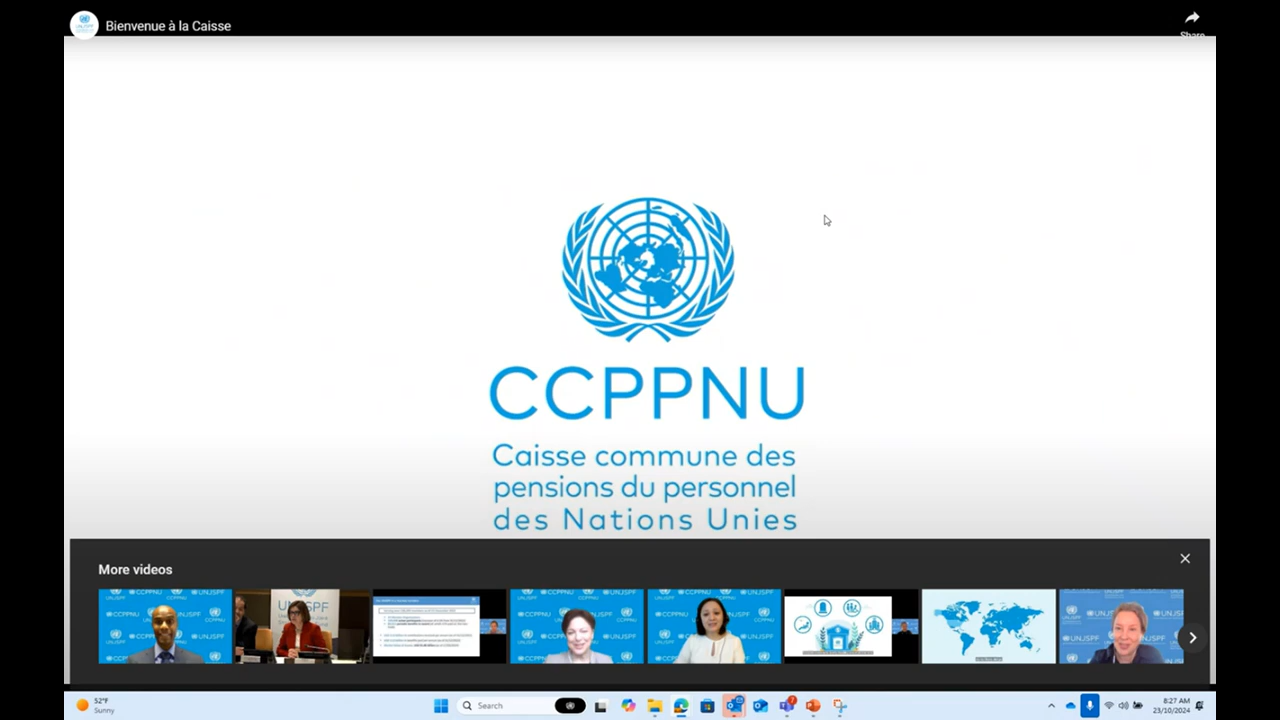 Bienvenue à la Caisse
Share
CCPPNU
Caisse commune des
pensions du personnel
des Nations Unies
More videos
52°F
Sunny
Search
8:27 AM
23/10/2024